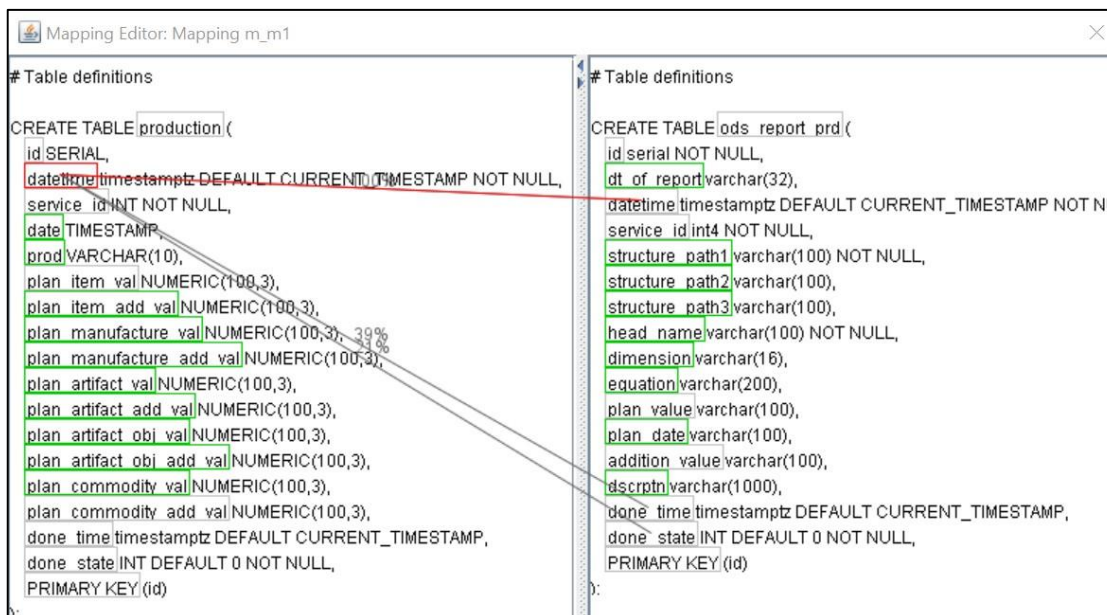 Mapping Editor: Mapping m_m1
# Table definitions
CREATE TABLE production (
id SERIAL,
datetime timestamptz DEFAULT CURRENT_TIMESTAMP NOT NULL,
100%
service_id INT NOT NULL,
date TIMESTAMP,
prod VARCHAR(10),
plan_item_val NUMERIC(100,3),
plan_item_add_val NUMERIC(100,3),
plan_manufacture_val NUMERIC(100,3),
39%
plan_manufacture_add_val NUMERIC(100,3),
plan_artifact_val NUMERIC(100,3),
plan_artifact_add_val NUMERIC(100,3),
plan_artifact_obj_val NUMERIC(100,3),
plan_artifact_obj_add_val NUMERIC(100,3),
plan_commodity_val NUMERIC(100,3),
plan_commodity_add_val NUMERIC(100,3),
done_time timestamptz DEFAULT CURRENT_TIMESTAMP,
done_state INT DEFAULT 0 NOT NULL,
PRIMARY KEY (id)
):
# Table definitions
CREATE TABLE ods_report_prd (
id serial NOT NULL,
dt_of_report varchar(32),
datetime timestamptz DEFAULT CURRENT_TIMESTAMP NOT N
service_id int4 NOT NULL,
structure_path1 varchar(100) NOT NULL,
structure_path2 varchar(100),
structure_path3 varchar(100),
head_name varchar(100) NOT NULL,
dimension varchar(16),
equation varchar(200),
plan_value varchar(100),
plan_date varchar(100),
addition_value varchar(100),
dscrptn varchar(1000),
done_time timestamptz DEFAULT CURRENT_TIMESTAMP,
done_state INT DEFAULT 0 NOT NULL,
PRIMARY KEY (id)
):